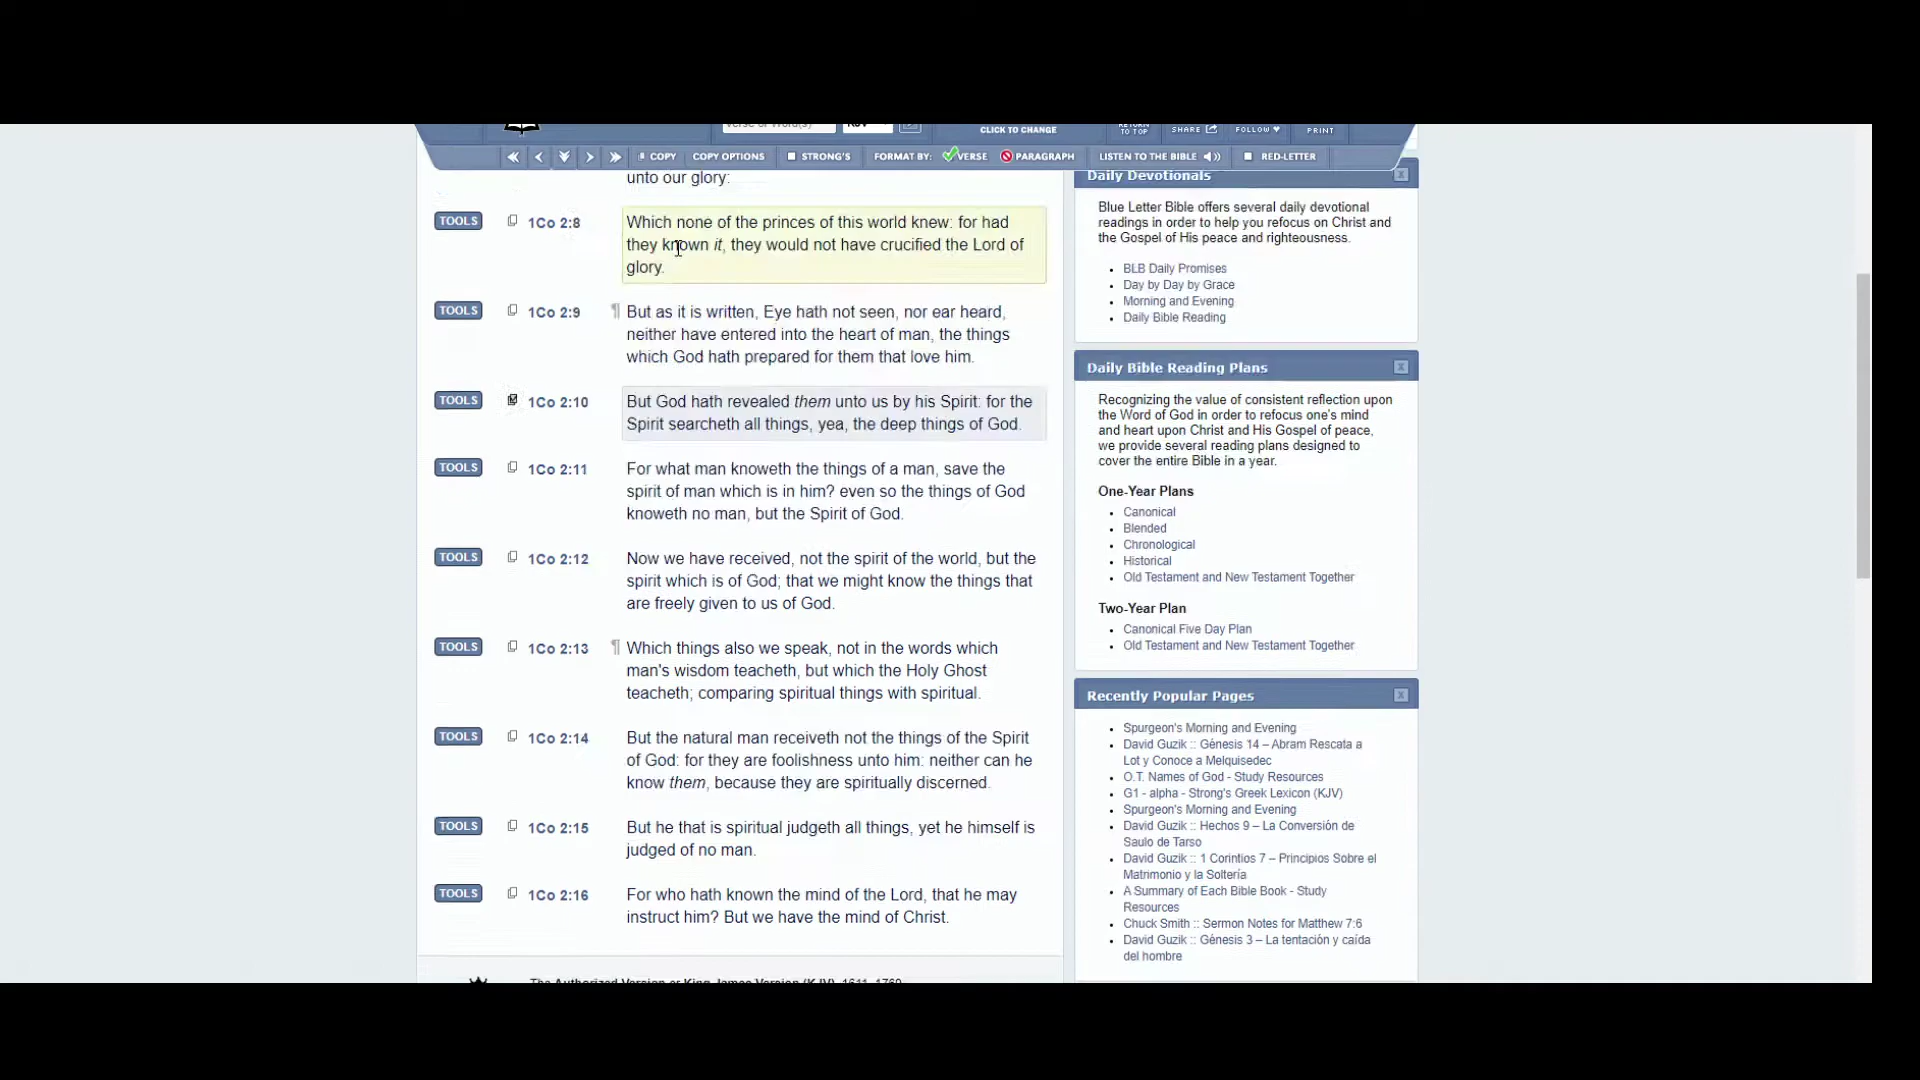 CLICK TO CHANGE
RETURN
TO TOP
SHARE
FOLLOW
PRINT
COPY
COPY OPTIONS
STRONG'S
FORMAT BY:
VERSE
PARAGRAPH
LISTEN TO THE BIBLE
RED-LETTER
unto our glory:
TOOLS
1Co 2:8
Which none of the princes of this world knew: for had
they known it, they would not have crucified the Lord of
glory.
TOOLS
1Co 2:9
¶ But as it is written, Eye hath not seen, nor ear heard,
neither have entered into the heart of man, the things
which God hath prepared for them that love him.
TOOLS
1Co 2:10
But God hath revealed them unto us by his Spirit: for the
Spirit searcheth all things, yea, the deep things of God.
TOOLS
1Co 2:11
For what man knoweth the things of a man, save the
spirit of man which is in him? even so the things of God
knoweth no man, but the Spirit of God.
TOOLS
1Co 2:12
Now we have received, not the spirit of the world, but the
spirit which is of God; that we might know the things that
are freely given to us of God.
TOOLS
1Co 2:13
¶ Which things also we speak, not in the words which
man's wisdom teacheth, but which the Holy Ghost
teacheth; comparing spiritual things with spiritual.
TOOLS
1Co 2:14
But the natural man receiveth not the things of the Spirit
of God: for they are foolishness unto him: neither can he
know them, because they are spiritually discerned.
TOOLS
1Co 2:15
But he that is spiritual judgeth all things, yet he himself is
judged of no man.
TOOLS
1Co 2:16
For who hath known the mind of the Lord, that he may
instruct him? But we have the mind of Christ.
The Authorized Version or King James Version (KJV), 1611, 1769
Daily Devotionals
Blue Letter Bible offers several daily devotional
readings in order to help you refocus on Christ and
the Gospel of His peace and righteousness.
BLB Daily Promises
Day by Day by Grace
Morning and Evening
Daily Bible Reading
Daily Bible Reading Plans
Recognizing the value of consistent reflection upon
the Word of God in order to refocus one's mind
and heart upon Christ and His Gospel of peace,
we provide several reading plans designed to
cover the entire Bible in a year.
One-Year Plans
Canonical
Blended
Chronological
Historical
Old Testament and New Testament Together
Two-Year Plan
Canonical Five Day Plan
Old Testament and New Testament Together
Recently Popular Pages
Spurgeon's Morning and Evening
David Guzik :: Génesis 14 – Abram Rescata a
Lot y Conoce a Melquisedec
O.T. Names of God - Study Resources
G1 - alpha - Strong's Greek Lexicon (KJV)
Spurgeon's Morning and Evening
David Guzik :: Hechos 9 – La Conversión de
Saulo de Tarso
David Guzik :: 1 Corintios 7 – Principios Sobre el
Matrimonio y la Soltería
A Summary of Each Bible Book - Study
Resources
Chuck Smith :: Sermon Notes for Matthew 7:6
David Guzik :: Génesis 3 – La tentación y caída
del hombre